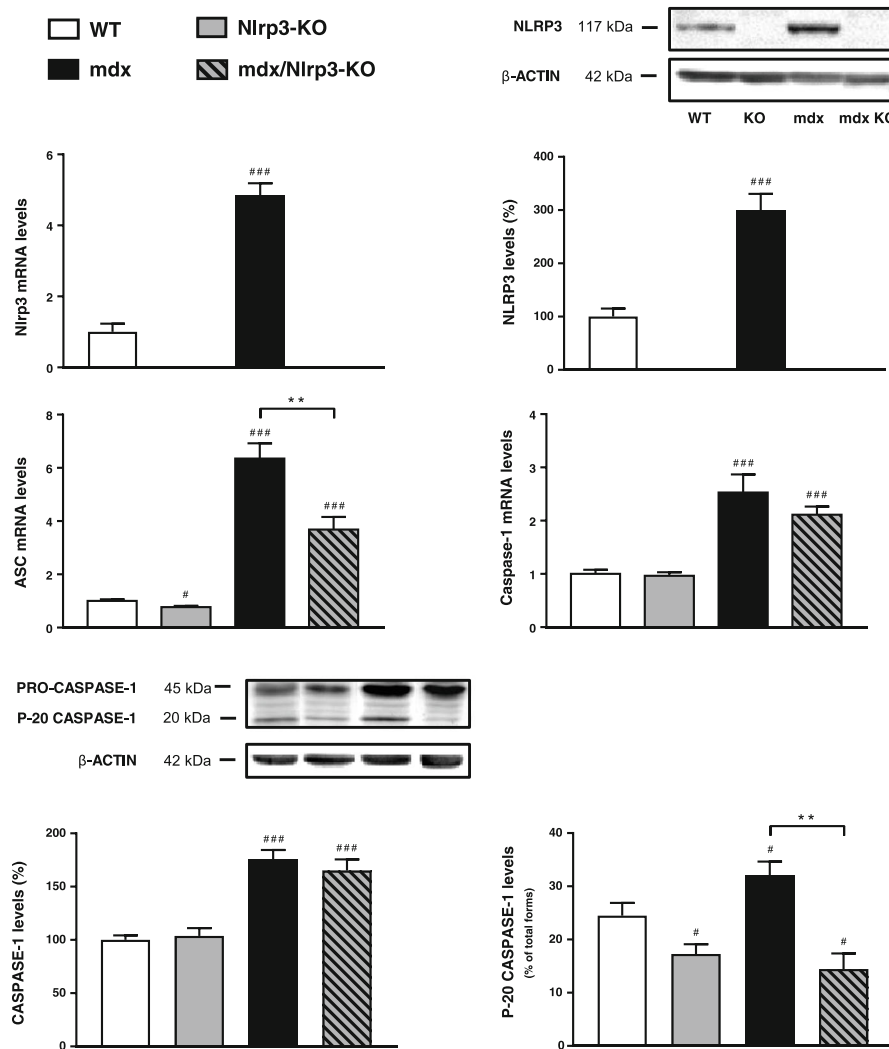 WT
Nlrp3-KO
mdx
mdx/Nlrp3-KO
NLRP3 117 kDa
β-ACTIN 42 kDa
WT KO mdx mdx KO
Nlrp3 mRNA levels
6
4
2
0
###
NLRP3 levels (%)
400
300
200
100
0
###
ASC mRNA levels
8
6
4
2
0
#
###
###
**
Caspase-1 mRNA levels
4
3
2
1
0
###
###
PRO-CASPASE-1 45 kDa
P-20 CASPASE-1 20 kDa
β-ACTIN 42 kDa
CASPASE-1 levels (%)
200
150
100
50
0
###
###
P-20 CASPASE-1 levels
(% of total forms)
40
30
20
10
0
#
#
#
**